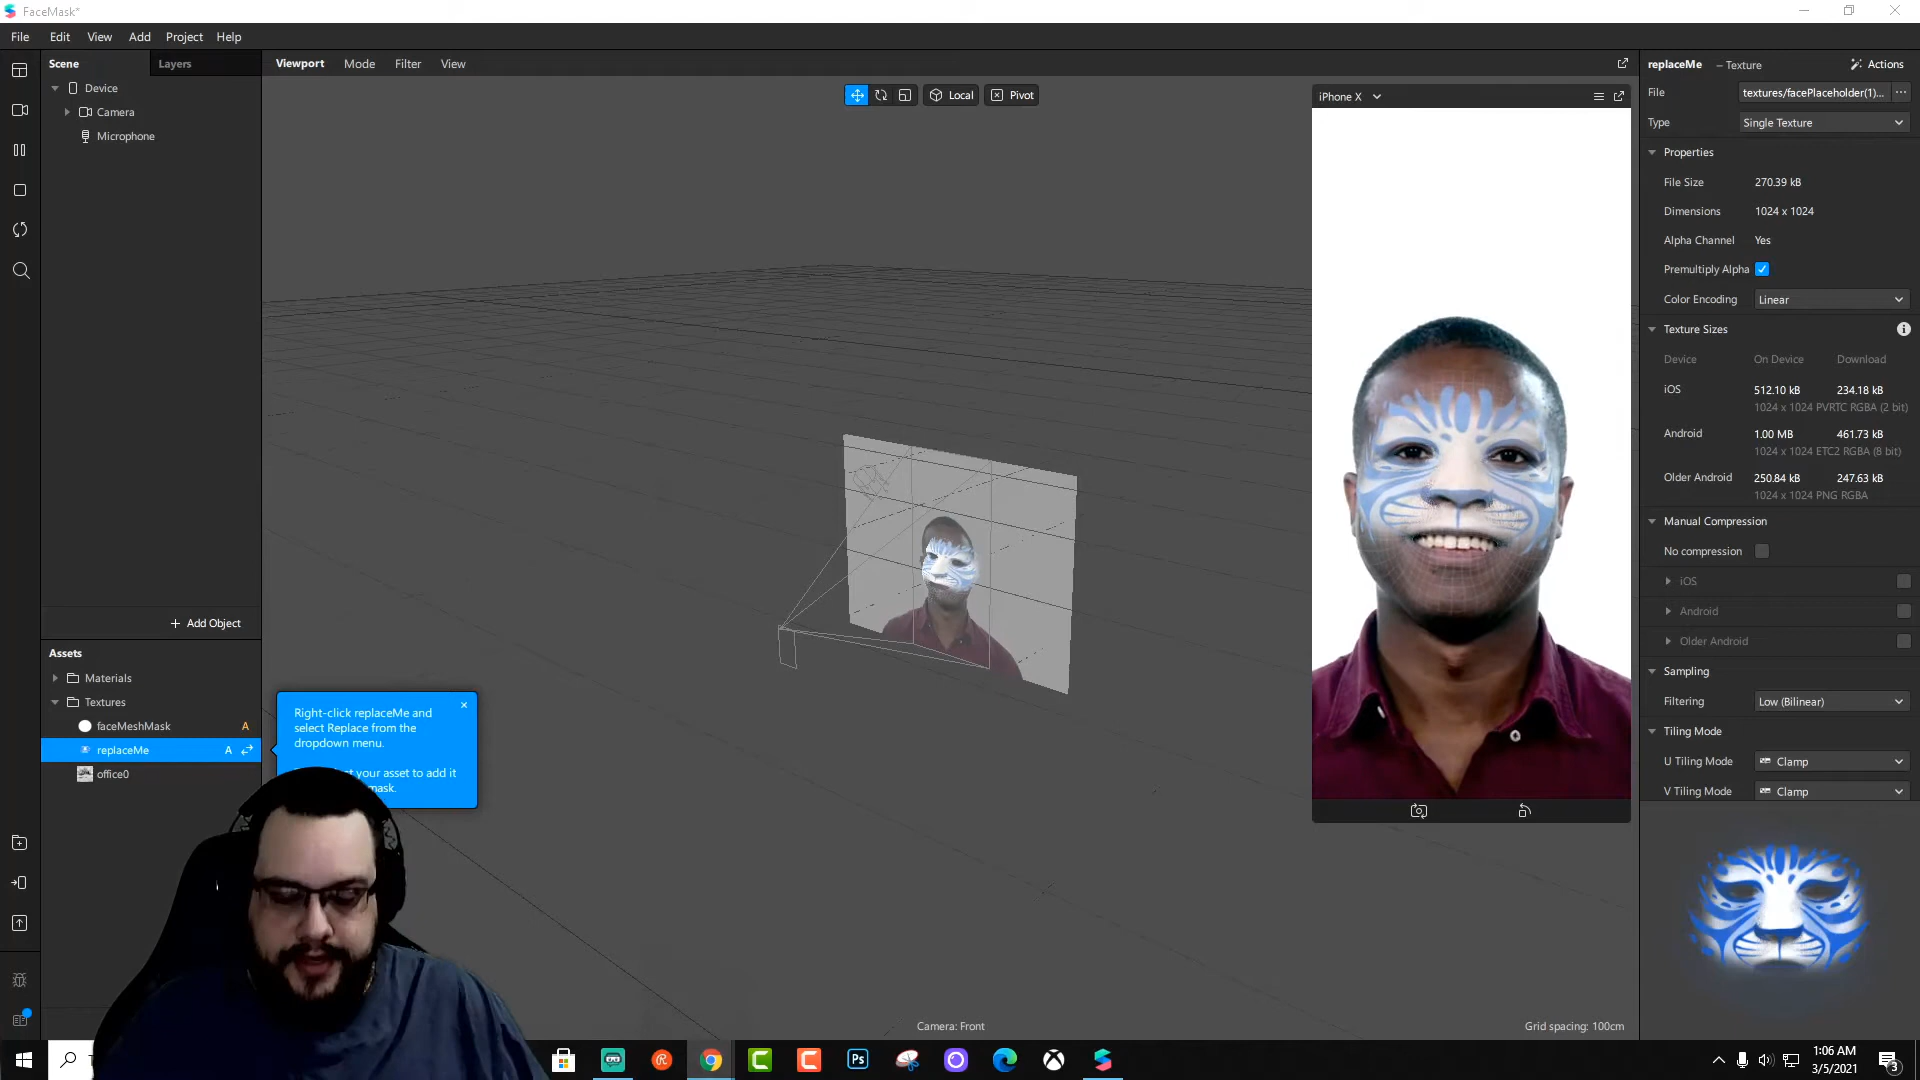 FaceMask*
File Edit View Add Project Help
Scene Layers
Device
Camera
Microphone
Add Object
Assets
Materials
Textures
faceMeshMask A
replaceMe A
office0
Viewport Mode Filter View
Local Pivot
Right-click replaceMe and
select Replace from the
dropdown menu.
your asset to add it
mask.
Camera: Front
Grid spacing: 100cm
iPhone X
replaceMe – Texture Actions
File textures/facePlaceholder(1)...
Type Single Texture
Properties
File Size 270.39 kB
Dimensions 1024 x 1024
Alpha Channel Yes
Premultiply Alpha
Color Encoding Linear
Texture Sizes
Device On Device Download
iOS 512.10 kB 234.18 kB
1024 x 1024 PVRTC RGBA (2 bit)
Android 1.00 MB 461.73 kB
1024 x 1024 ETC2 RGBA (8 bit)
Older Android 250.84 kB 247.63 kB
1024 x 1024 PNG RGBA
Manual Compression
No compression
iOS
Android
Older Android
Sampling
Filtering Low (Bilinear)
Tiling Mode
U Tiling Mode Clamp
V Tiling Mode Clamp
Ps
1:06 AM
3/5/2021
3